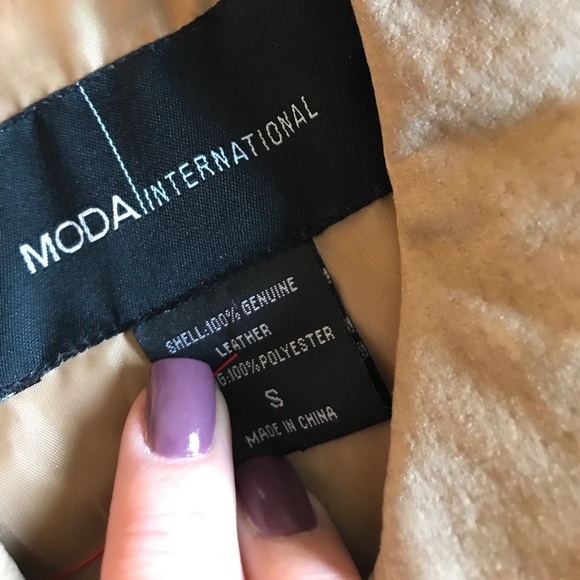 MODA INTERNATIONAL
SHELL:100% GENUINE
LEATHER
G:100% POLYESTER
S
MADE IN CHINA